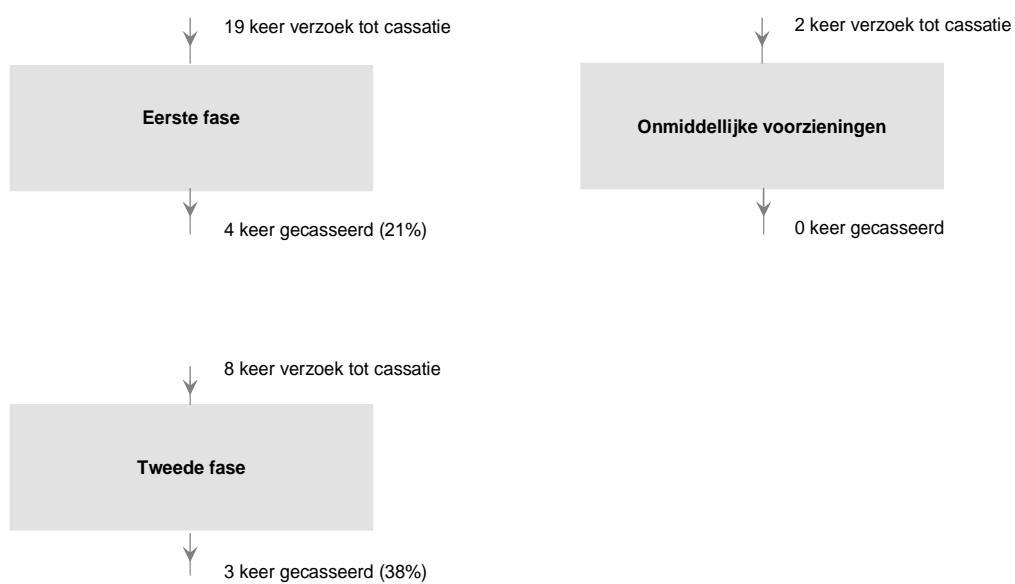 19 keer verzoek tot cassatie
Eerste fase
4 keer gecasseerd (21%)
2 keer verzoek tot cassatie
Onmiddellijke voorzieningen
0 keer gecasseerd
8 keer verzoek tot cassatie
Tweede fase
3 keer gecasseerd (38%)